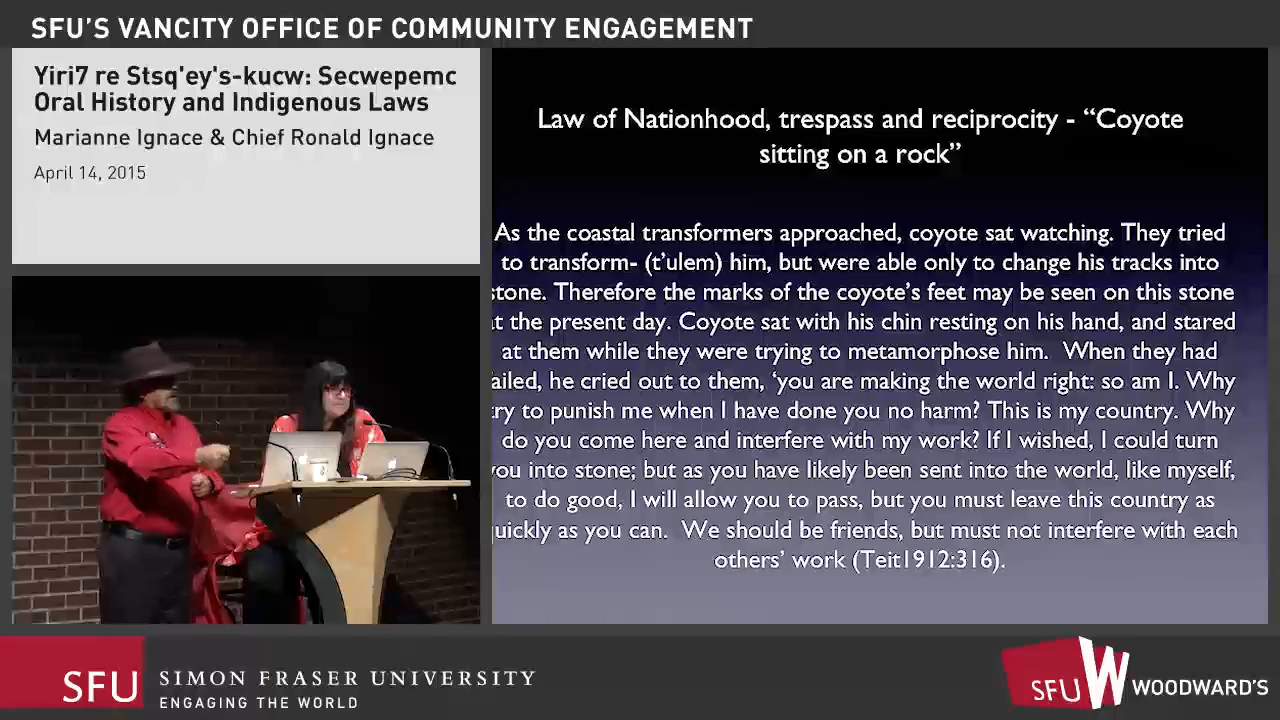 SFU'S VANCITY OFFICE OF COMMUNITY ENGAGEMENT
Yiri7 re Stsq'ey's-kucw: Secwepemc
Oral History and Indigenous Laws
Marianne Ignace & Chief Ronald Ignace
April 14, 2015
Law of Nationhood, trespass and reciprocity - “Coyote
sitting on a rock”
As the coastal transformers approached, coyote sat watching. They tried
to transform- (t’ulem) him, but were able only to change his tracks into
stone. Therefore the marks of the coyote’s feet may be seen on this stone
t the present day. Coyote sat with his chin resting on his hand, and stared
at them while they were trying to metamorphose him. When they had
ailed, he cried out to them, ‘you are making the world right: so am I. Why
try to punish me when I have done you no harm? This is my country. Why
do you come here and interfere with my work? If I wished, I could turn
you into stone; but as you have likely been sent into the world, like myself,
to do good, I will allow you to pass, but you must leave this country as
quickly as you can. We should be friends, but must not interfere with each
others’ work (Teit1912:316).
SFU SIMON FRASER UNIVERSITY
ENGAGING THE WORLD
SFU W WOODWARD'S